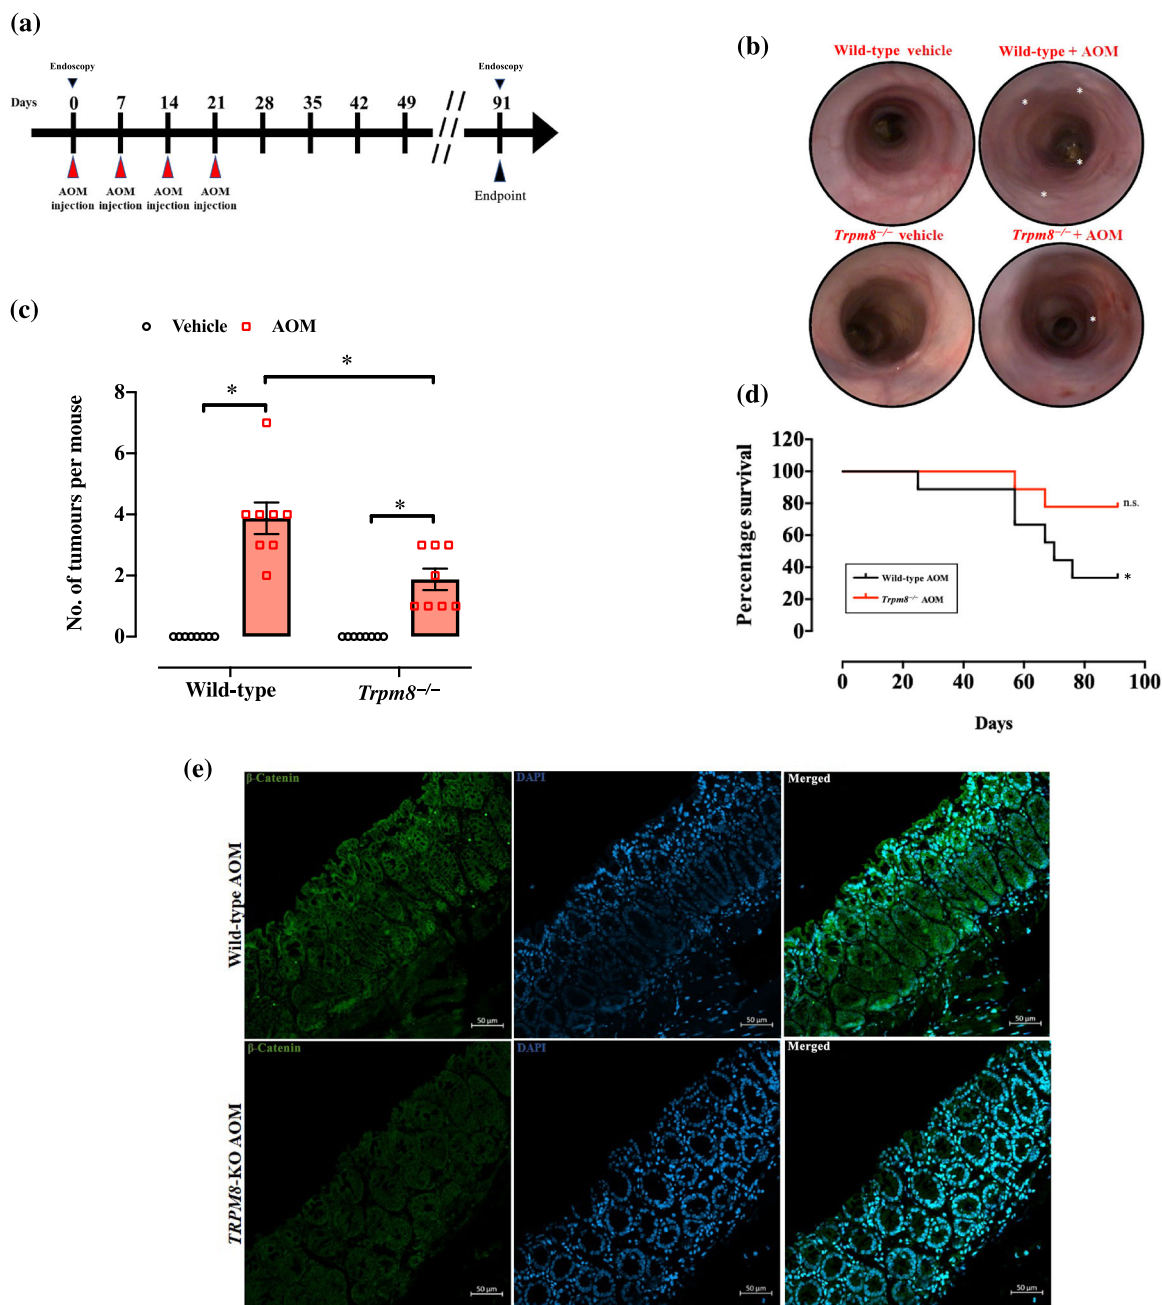 (a)
Endoscopy
Endoscopy
Days 0 7 14 21 28 35 42 49 91
AOM injection
AOM injection
AOM injection
AOM injection
Endpoint
(b)
Wild-type vehicle
Wild-type + AOM
*
*
*
*
Trpm8−/− vehicle
Trpm8−/− + AOM
*
(c)
Vehicle AOM
*
*
*
No. of tumours per mouse
8
6
4
2
0
Wild-type
Trpm8−/−
(d)
Percentage survival
120
100
80
60
40
20
0
n.s.
*
Wild-type AOM
Trpm8−/− AOM
0 20 40 60 80 100
Days
(e)
Wild-type AOM
β-Catenin
DAPI
Merged
50 µm
50 µm
50 µm
TRPM8-KO AOM
β-Catenin
DAPI
Merged
50 µm
50 µm
50 µm